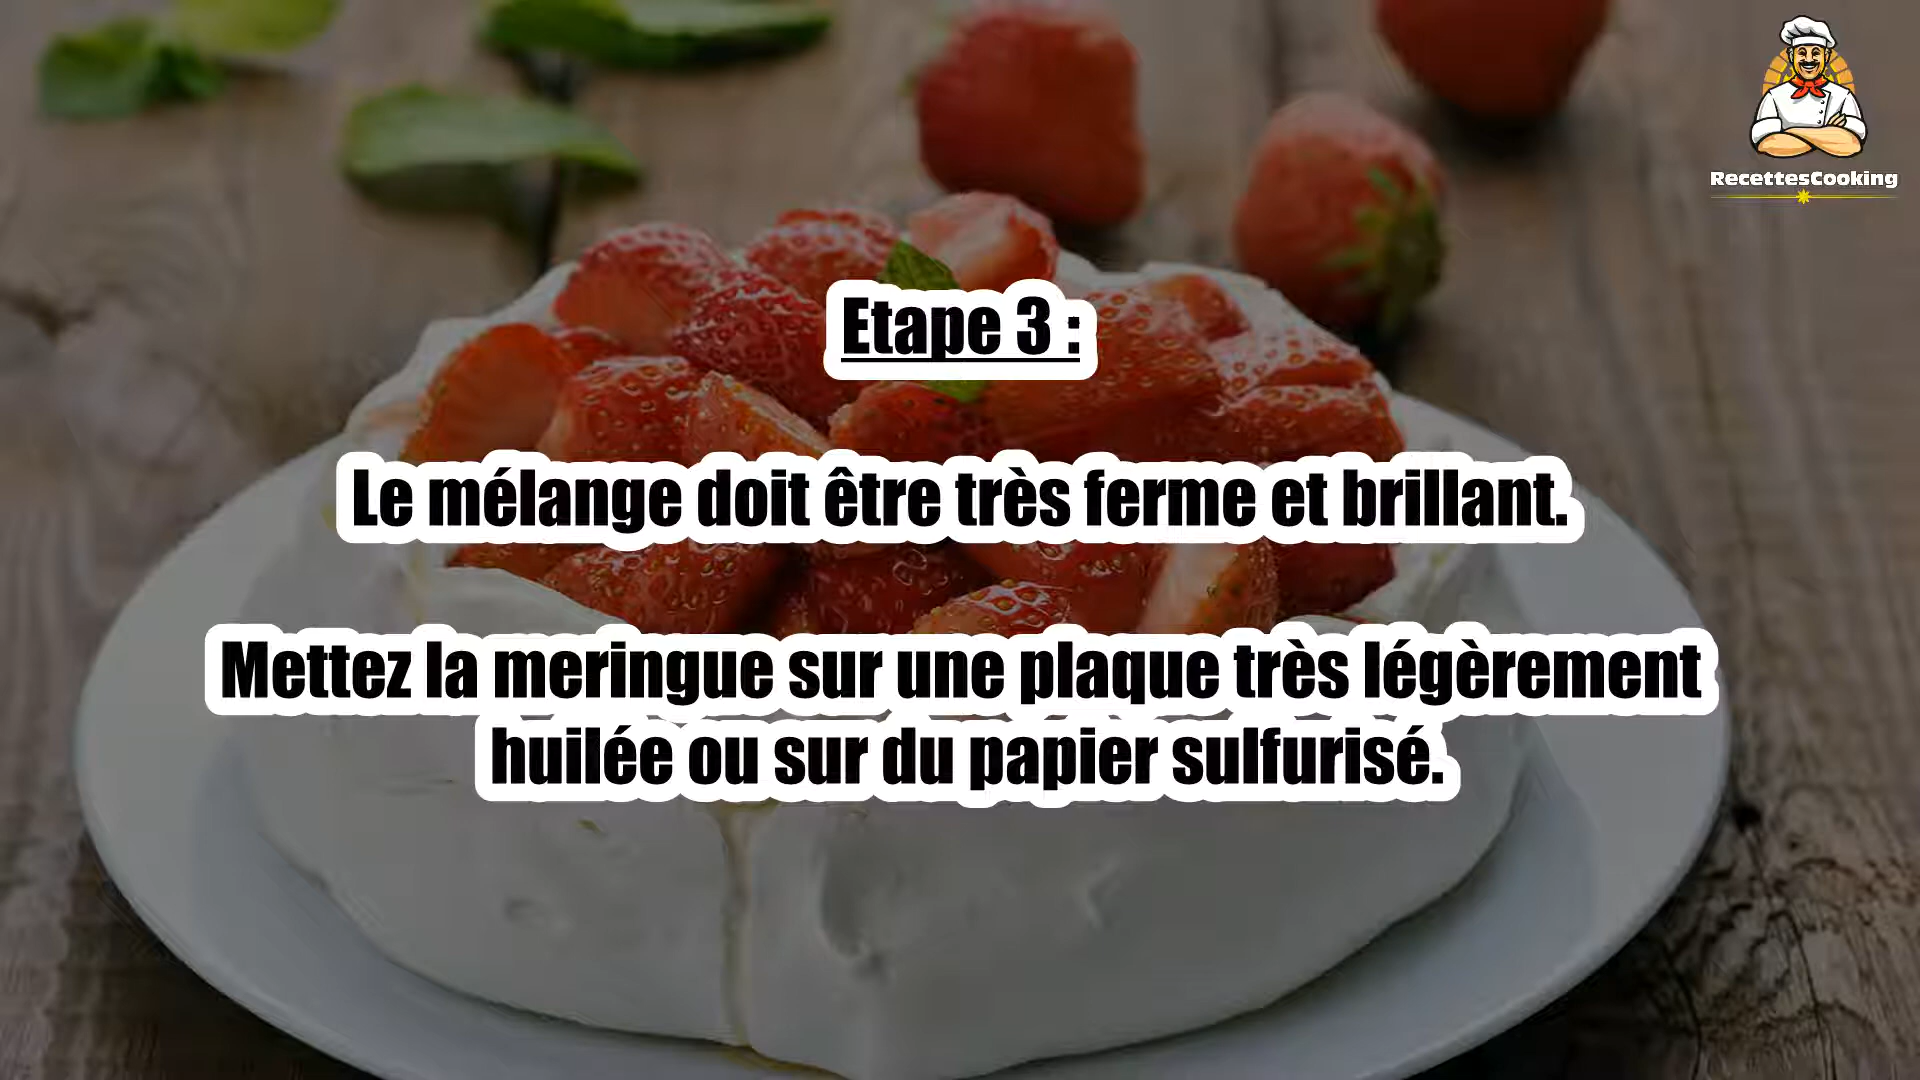 RecettesCooking
Etape 3 :
Le mélange doit être très ferme et brillant.
Mettez la meringue sur une plaque très légèrement
huilée ou sur du papier sulfurisé.